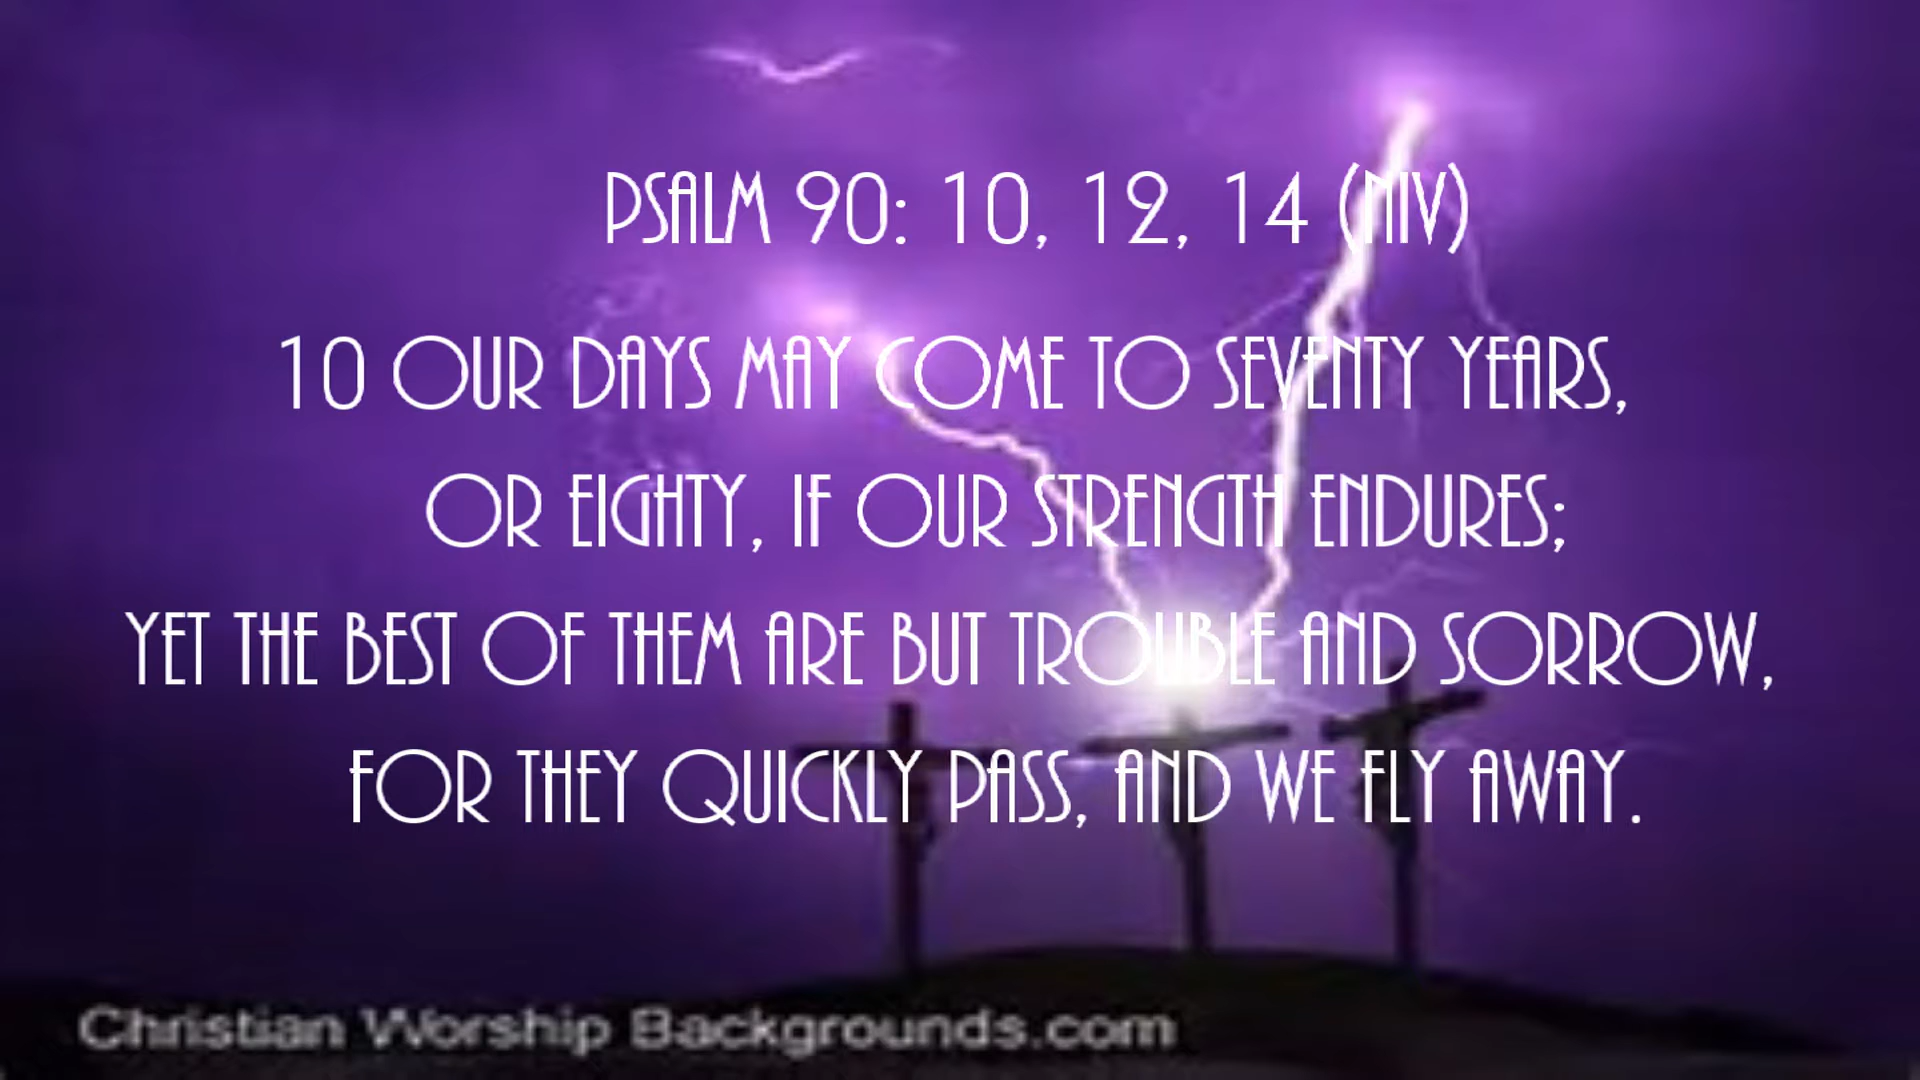 PSALM 90: 10, 12, 14 (NIV)
10 OUR DAYS MAY COME TO SEVENTY YEARS,
OR EIGHTY, IF OUR STRENGTH ENDURES;
YET THE BEST OF THEM ARE BUT TROUBLE AND SORROW,
FOR THEY QUICKLY PASS, AND WE FLY AWAY.
Christian Worship Backgrounds.com